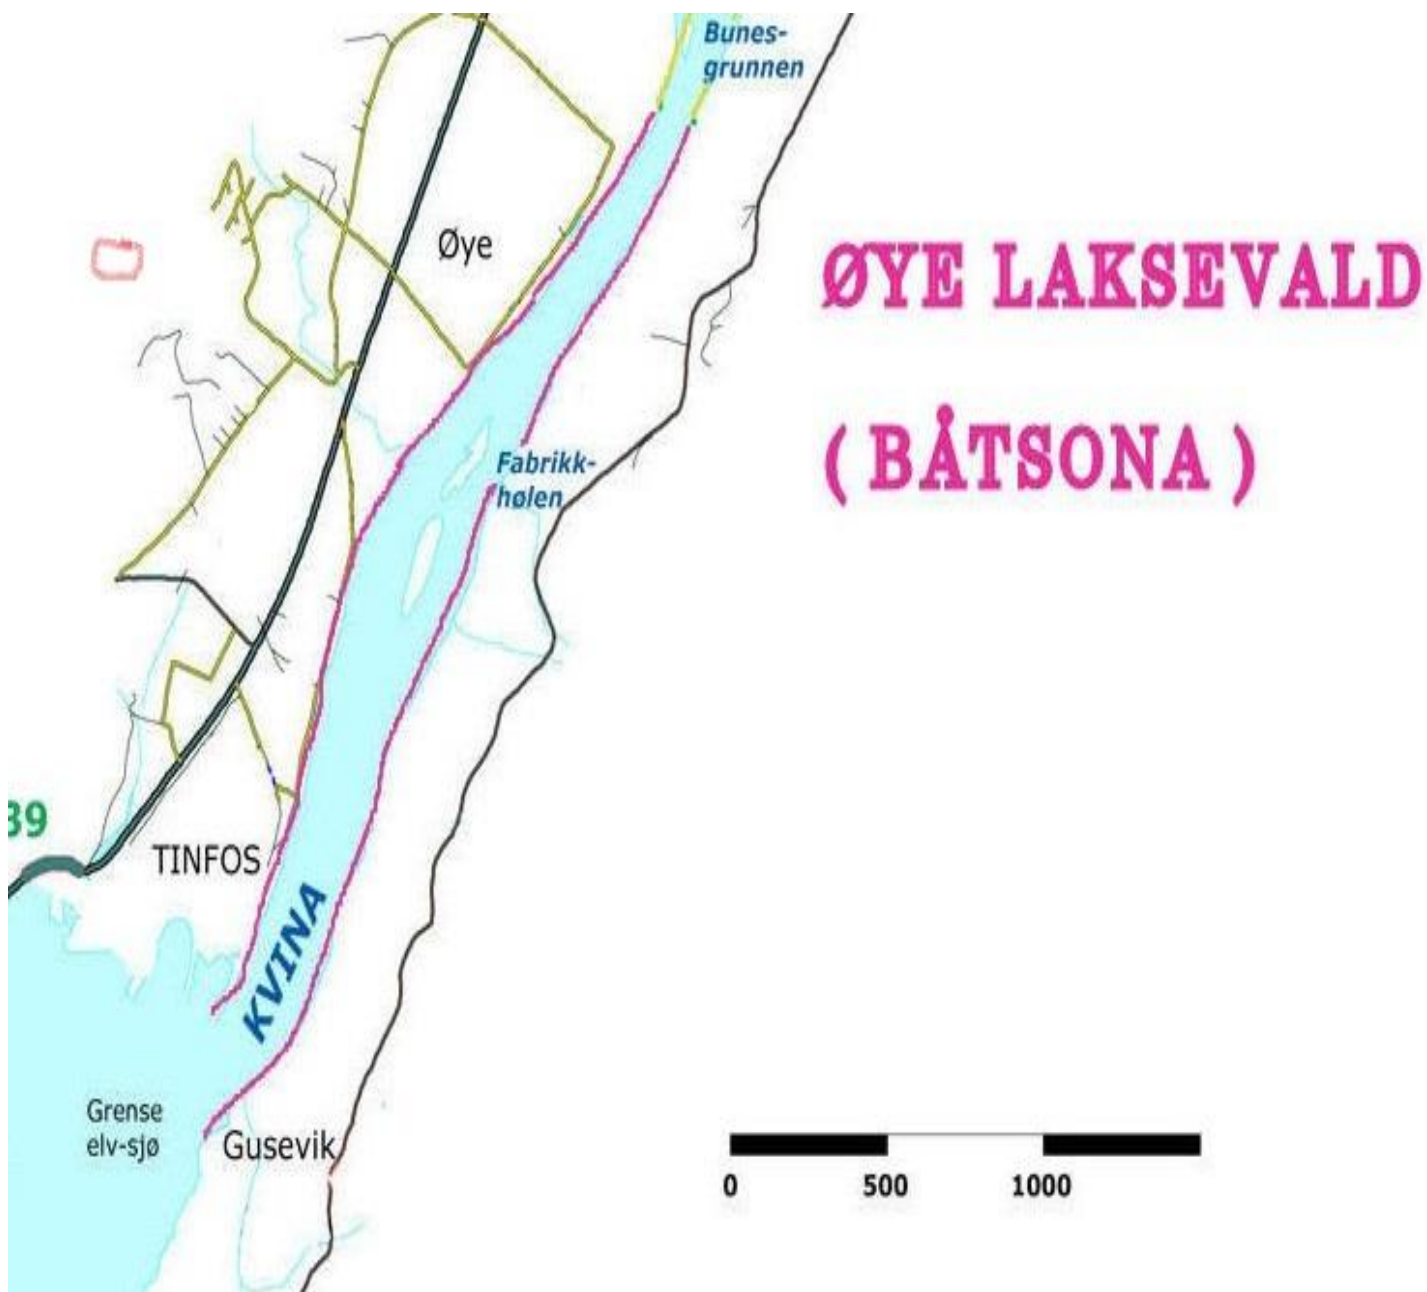 Bunes-
grunnen
Øye
ØYE LAKSEVALD
( BÅTSONA )
Fabrikk-
hølen
39
TINFOS
KVINA
Grense
elv-sjø
Gusevik
0 500 1000